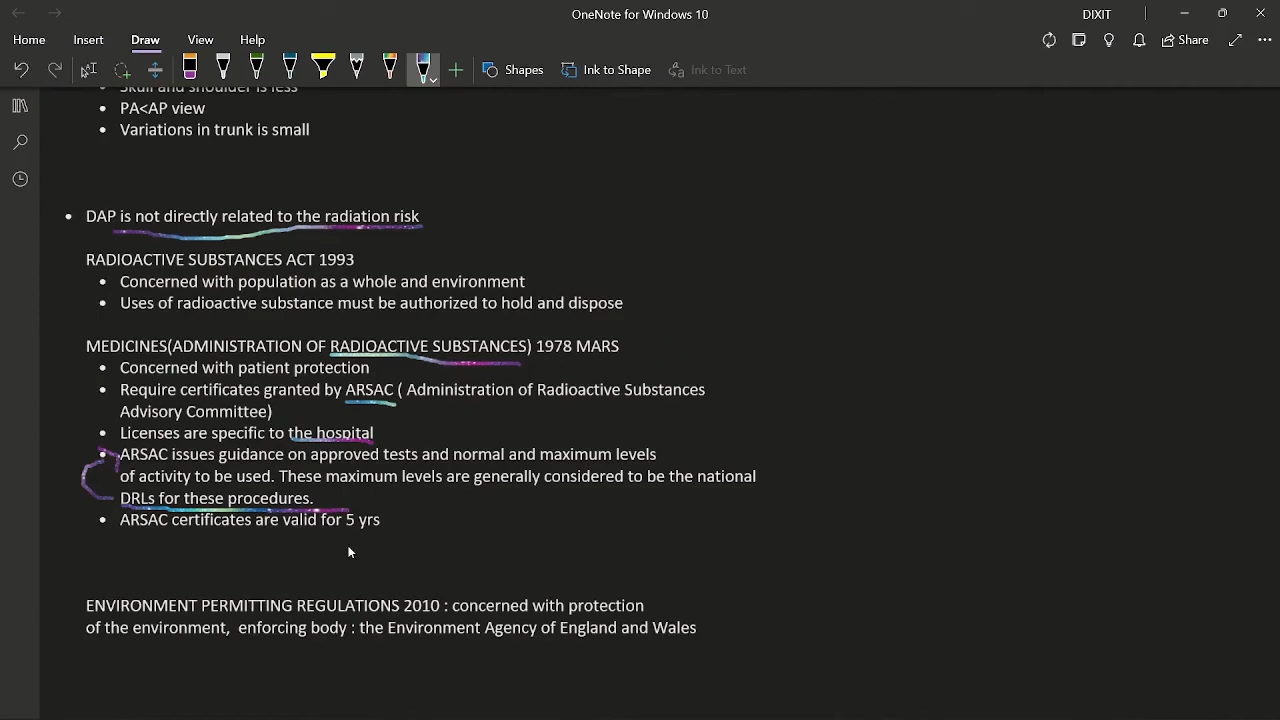 OneNote for Windows 10
DIXIT
Home Insert Draw View Help
Share
Shapes Ink to Shape Ink to Text
Skull and shoulder is less
• PA<AP view
• Variations in trunk is small
• DAP is not directly related to the radiation risk
RADIOACTIVE SUBSTANCES ACT 1993
• Concerned with population as a whole and environment
• Uses of radioactive substance must be authorized to hold and dispose
MEDICINES(ADMINISTRATION OF RADIOACTIVE SUBSTANCES) 1978 MARS
• Concerned with patient protection
• Require certificates granted by ARSAC ( Administration of Radioactive Substances
Advisory Committee)
• Licenses are specific to the hospital
• ARSAC issues guidance on approved tests and normal and maximum levels
of activity to be used. These maximum levels are generally considered to be the national
DRLs for these procedures.
• ARSAC certificates are valid for 5 yrs
ENVIRONMENT PERMITTING REGULATIONS 2010 : concerned with protection
of the environment, enforcing body : the Environment Agency of England and Wales